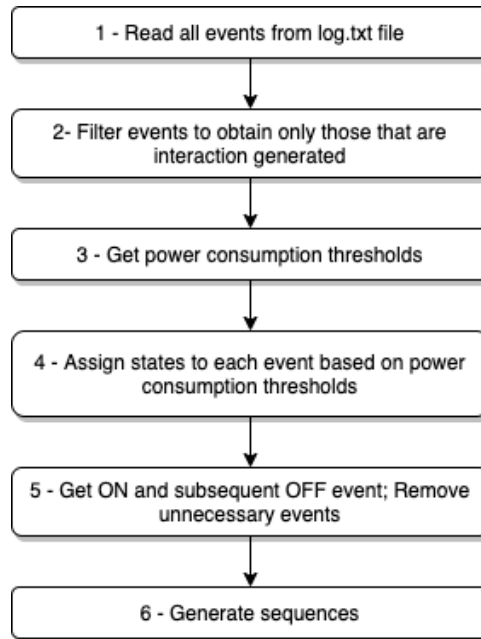 1 - Read all events from log.txt file
2- Filter events to obtain only those that are
interaction generated
3 - Get power consumption thresholds
4 - Assign states to each event based on power
consumption thresholds
5 - Get ON and subsequent OFF event; Remove
unnecessary events
6 - Generate sequences